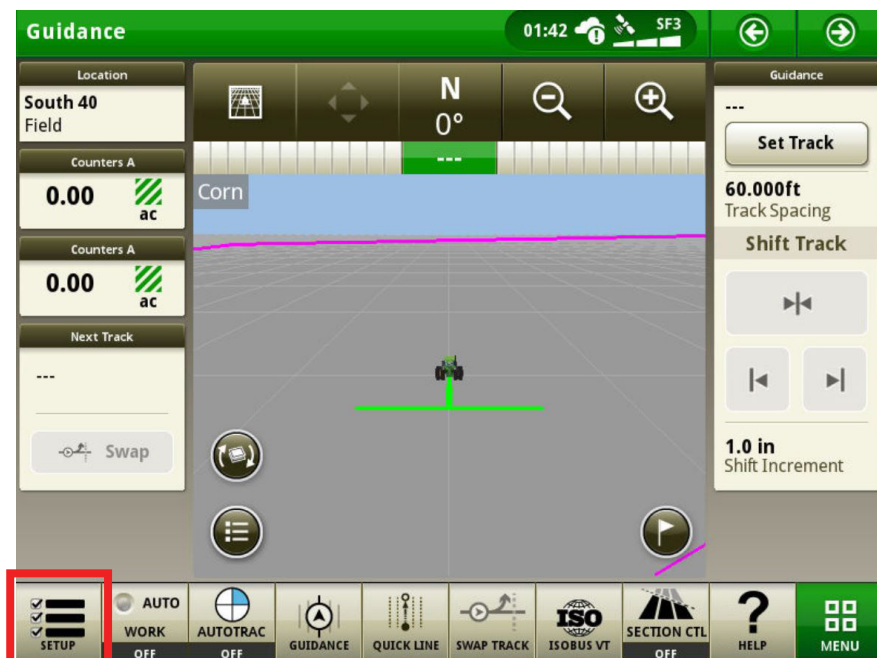 Guidance
01:42
SF3
Location
South 40
Field
Counters A
0.00
ac
Counters A
0.00
ac
Next Track
---
Swap
N
0°
---
Corn
Guidance
---
Set Track
60.000ft
Track Spacing
Shift Track
1.0 in
Shift Increment
SETUP
AUTO
WORK
OFF
AUTOTRAC
OFF
GUIDANCE
QUICK LINE
SWAP TRACK
ISO
ISOBUS VT
SECTION CTL
OFF
?
HELP
MENU